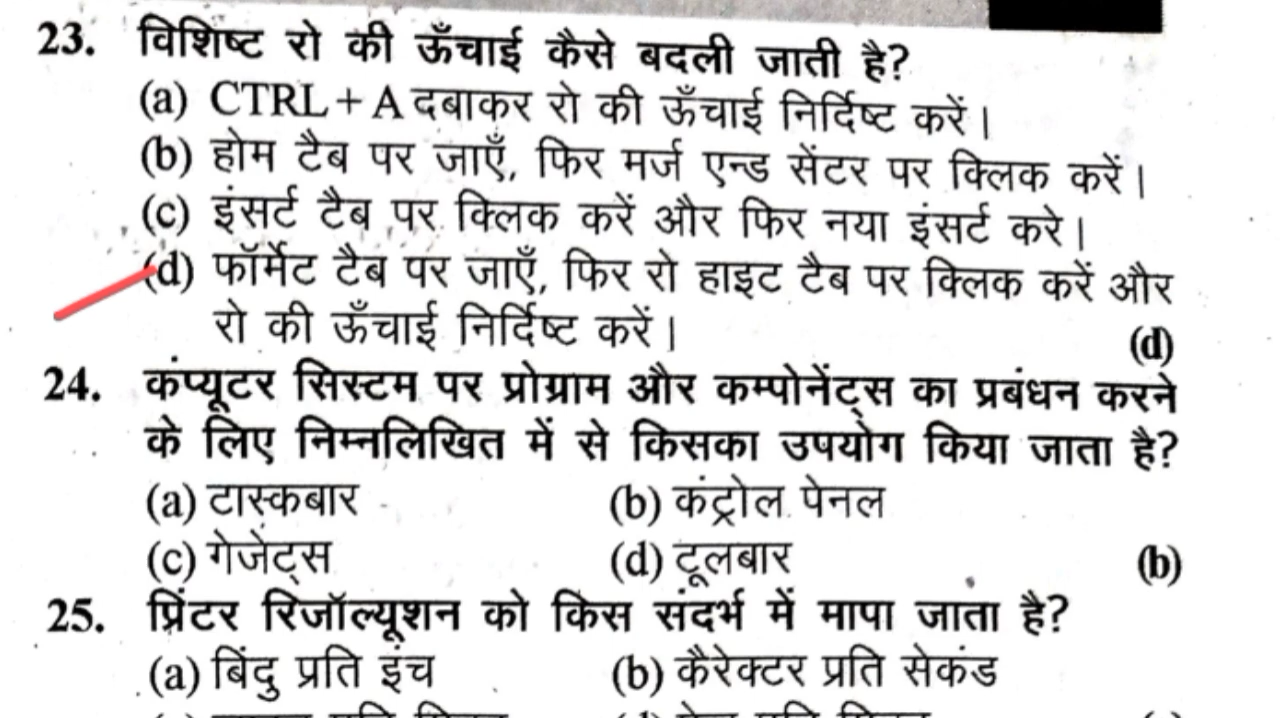 23. विशिष्ट रो की ऊँचाई कैसे बदली जाती है?
(a) CTRL + A दबाकर रो की ऊँचाई निर्दिष्ट करें।
(b) होम टैब पर जाएँ, फिर मर्ज एन्ड सेंटर पर क्लिक करें।
(c) इंसर्ट टैब पर क्लिक करें और फिर नया इंसर्ट करे।
(d) फॉर्मेट टैब पर जाएँ, फिर रो हाइट टैब पर क्लिक करें और
रो की ऊँचाई निर्दिष्ट करें। (d)
24. कंप्यूटर सिस्टम पर प्रोग्राम और कम्पोनेंट्स का प्रबंधन करने
के लिए निम्नलिखित में से किसका उपयोग किया जाता है?
(a) टास्कबार (b) कंट्रोल पेनल
(c) गेजेट्स (d) टूलबार (b)
25. प्रिंटर रिजॉल्यूशन को किस संदर्भ में मापा जाता है?
(a) बिंदु प्रति इंच (b) कैरेक्टर प्रति सेकंड